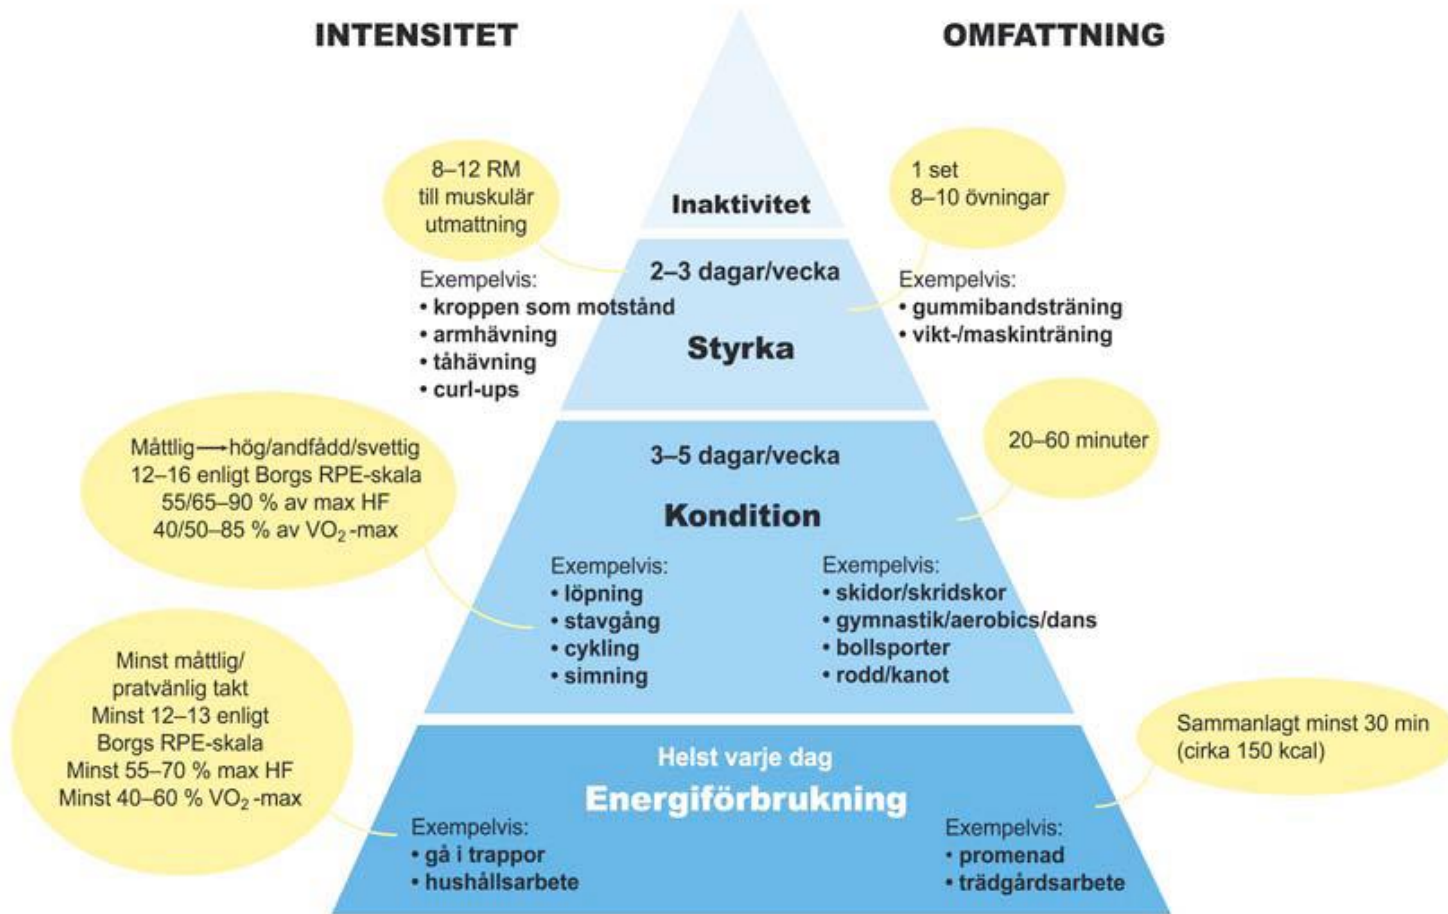 INTENSITET
OMFATTNING
Inaktivitet
8–12 RM
till muskulär
utmattning
1 set
8–10 övningar
2–3 dagar/vecka
Styrka
Exempelvis:
• kroppen som motstånd
• armhävning
• tåhävning
• curl-ups
Exempelvis:
• gummibandsträning
• vikt-/maskinträning
Måttlig→hög/andfådd/svettig
12–16 enligt Borgs RPE-skala
55/65–90 % av max HF
40/50–85 % av VO₂-max
20–60 minuter
3–5 dagar/vecka
Kondition
Exempelvis:
• löpning
• stavgång
• cykling
• simning
Exempelvis:
• skidor/skridskor
• gymnastik/aerobics/dans
• bollsporter
• rodd/kanot
Minst måttlig/
pratvänlig takt
Minst 12–13 enligt
Borgs RPE-skala
Minst 55–70 % max HF
Minst 40–60 % VO₂-max
Sammanlagt minst 30 min
(cirka 150 kcal)
Helst varje dag
Energiförbrukning
Exempelvis:
• gå i trappor
• hushållsarbete
Exempelvis:
• promenad
• trädgårdsarbete